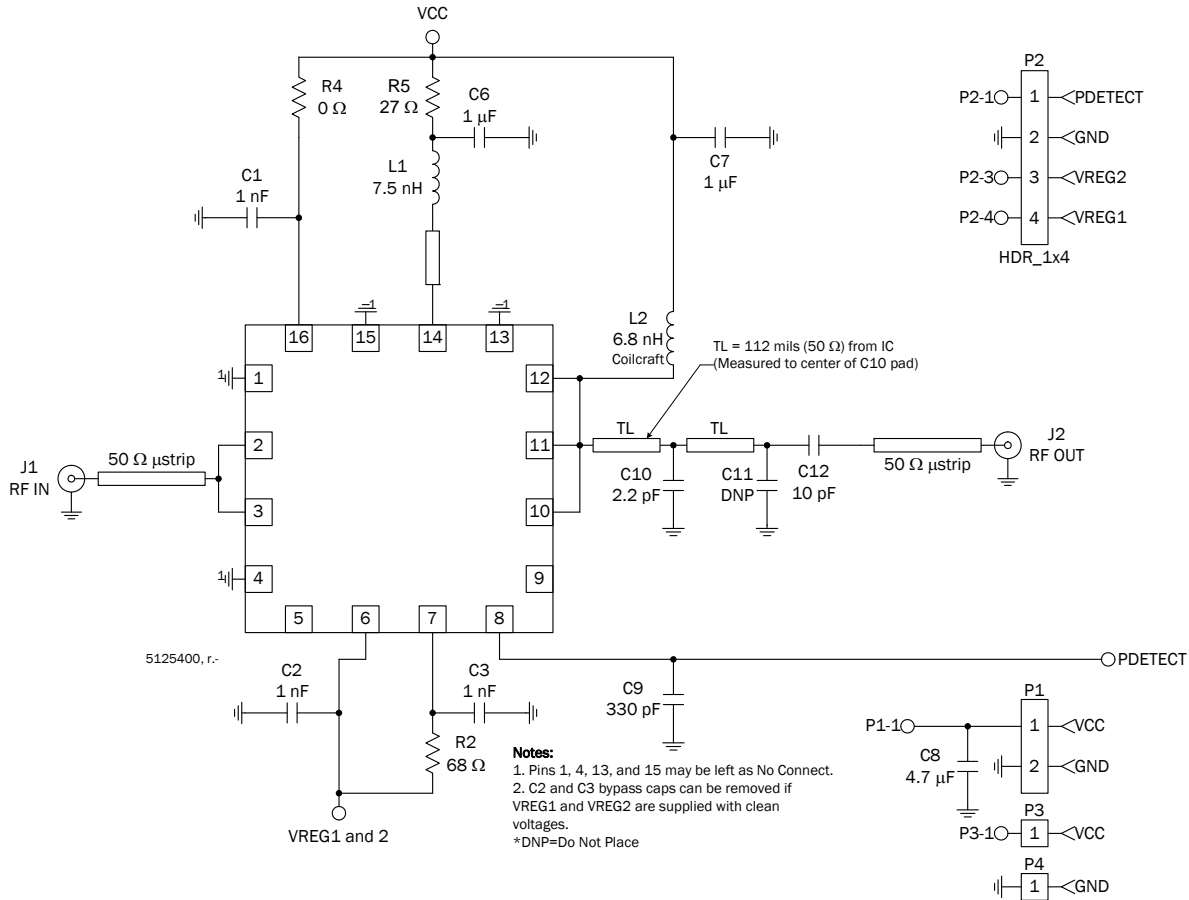 VCC
P2
R4
0 Ω
R5
27 Ω
C6
1 µF
P2-1
1
PDETECT
2
GND
P2-3
3
VREG2
P2-4
4
VREG1
HDR_1x4
L1
7.5 nH
C7
1 µF
C1
1 nF
L2
6.8 nH
Coilcraft
TL = 112 mils (50 Ω) from IC
(Measured to center of C10 pad)
1
1
16
15
14
13
1
1
12
2
11
TL
TL
J1
RF IN
50 Ω µstrip
C10
2.2 pF
C11
DNP
C12
10 pF
50 Ω µstrip
J2
RF OUT
3
10
1
4
9
5
6
7
8
5125400, r.-
C2
1 nF
C3
1 nF
C9
330 pF
PDETECT
R2
68 Ω
VREG1 and 2
Notes:
1. Pins 1, 4, 13, and 15 may be left as No Connect.
2. C2 and C3 bypass caps can be removed if
VREG1 and VREG2 are supplied with clean
voltages.
*DNP=Do Not Place
P1
P1-1
1
VCC
C8
4.7 µF
2
GND
P3
P3-1
1
VCC
P4
1
GND